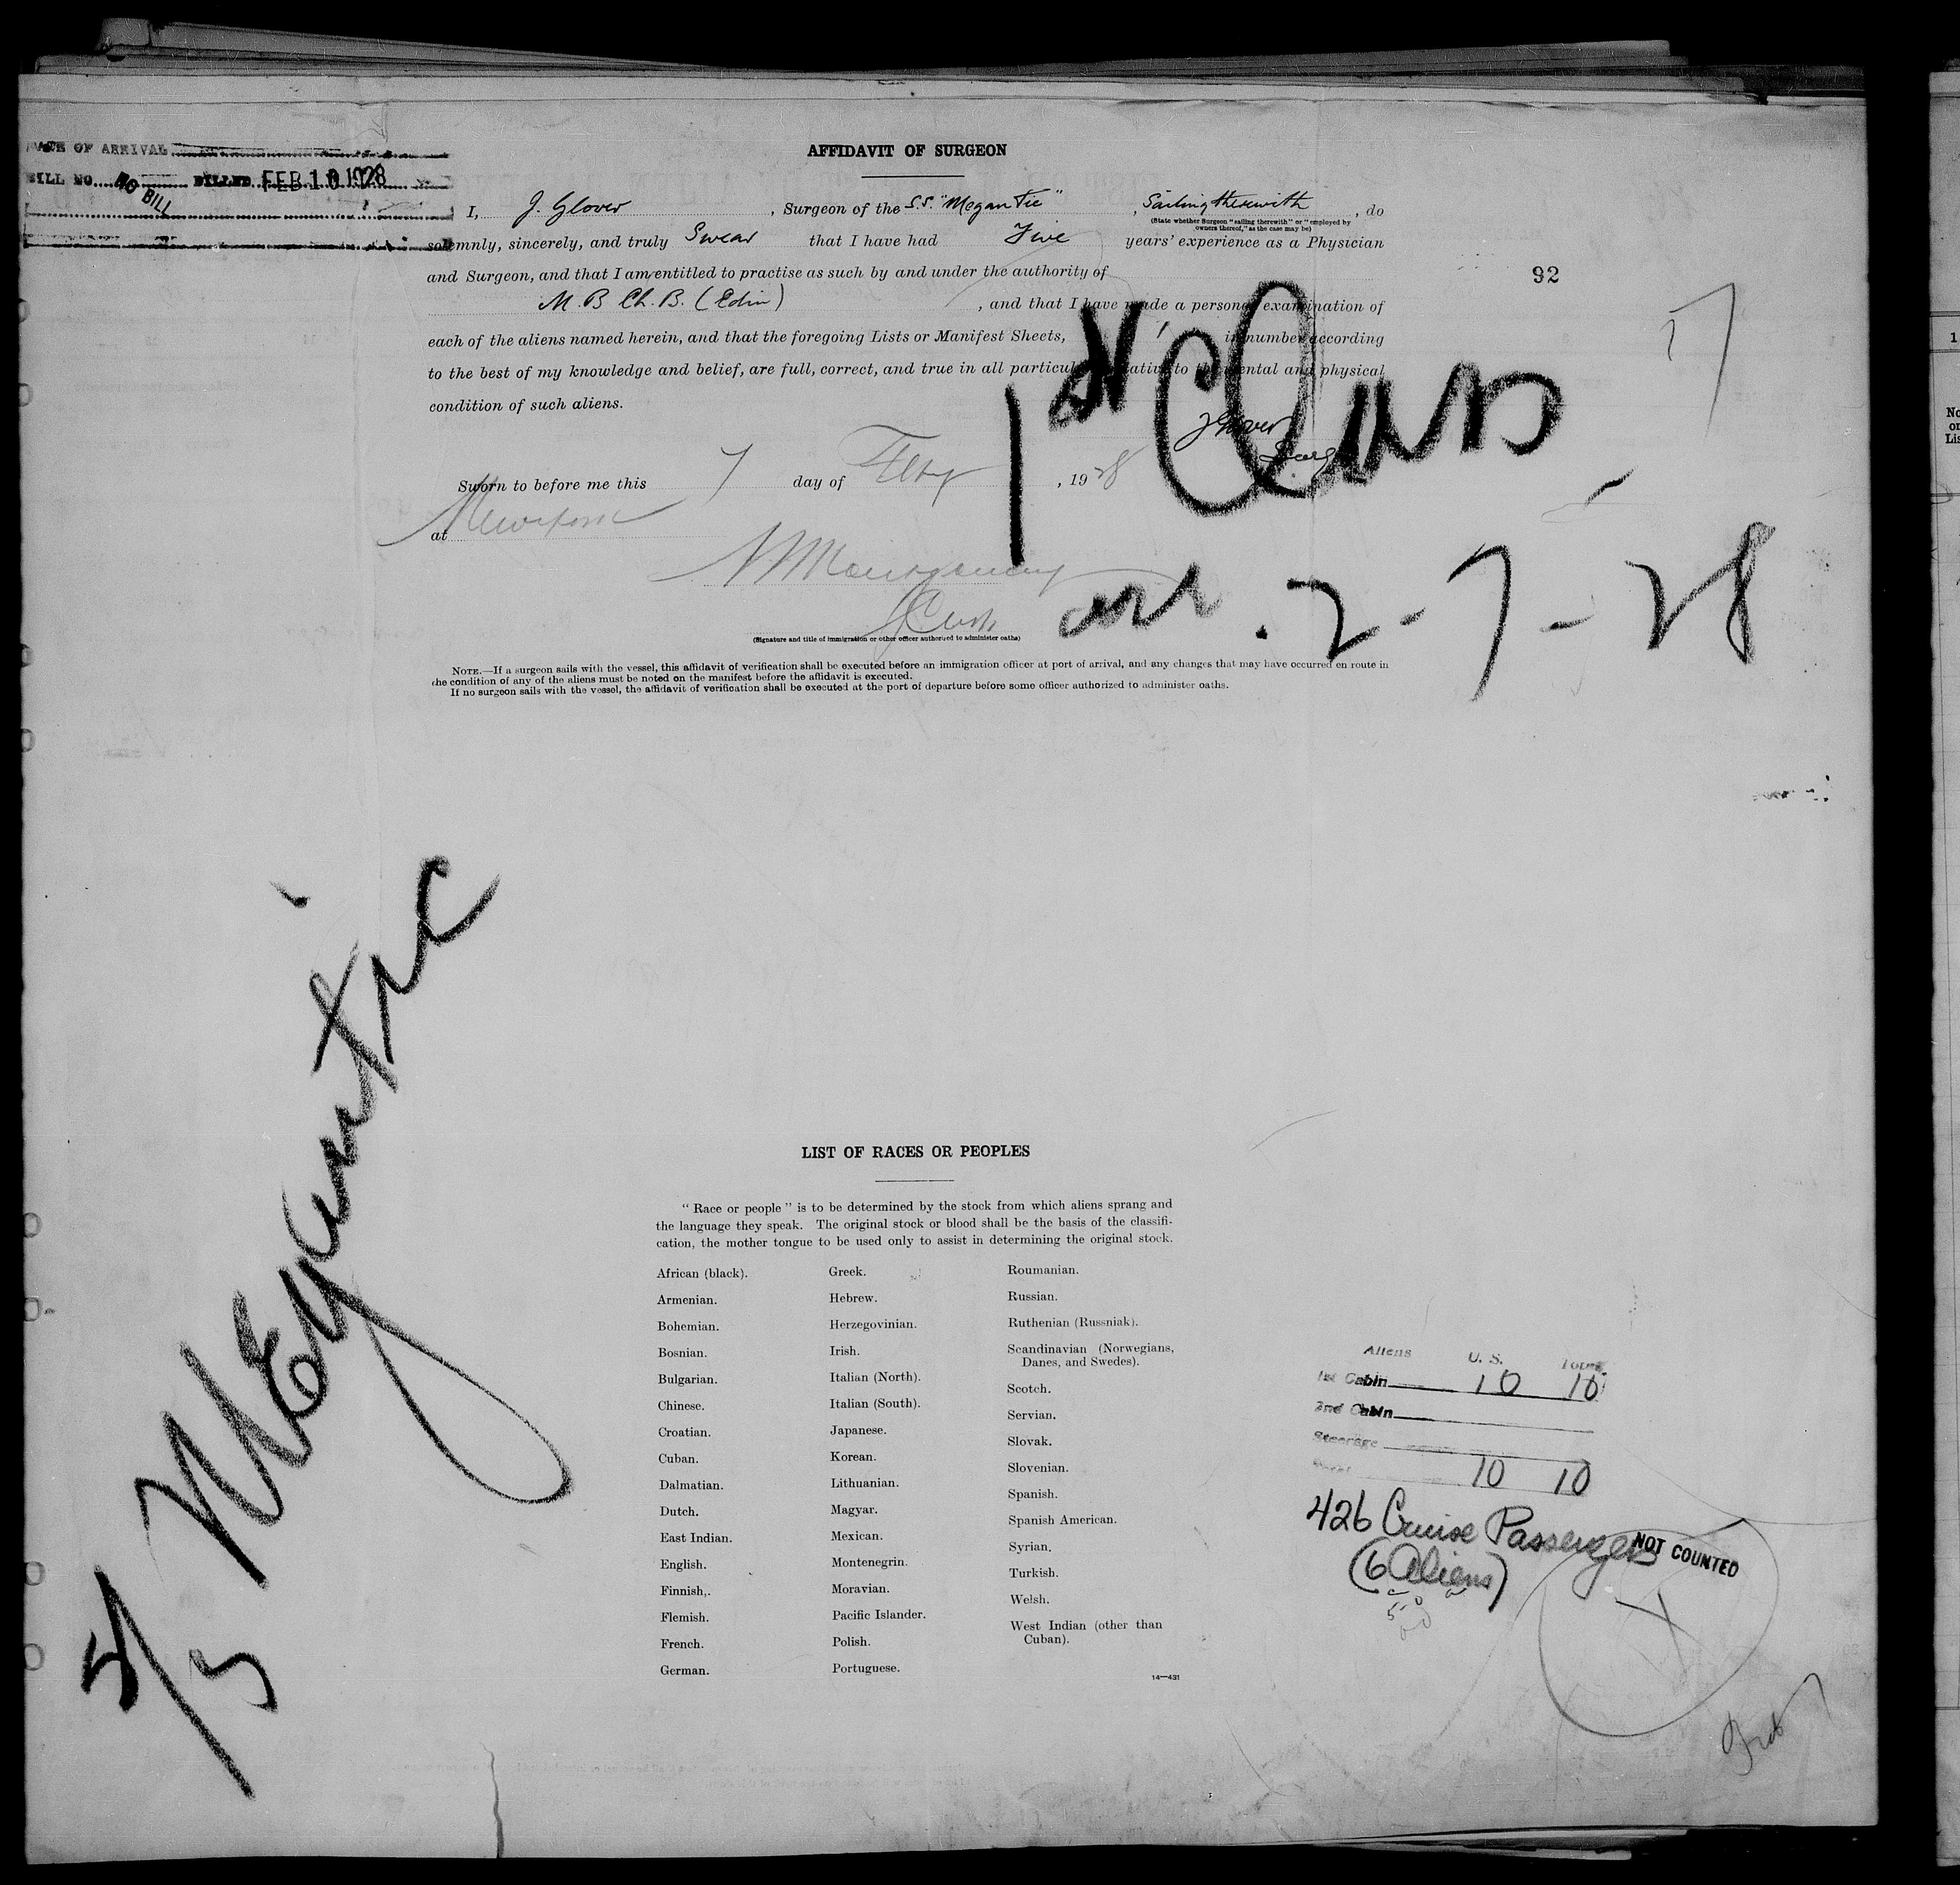 DATE OF ARRIVAL
BILL NO. NO BILL BILLED FEB 10 1928
AFFIDAVIT OF SURGEON
I, J. Glover, Surgeon of the S.S. "Megantic", Sailing therewith, do
(State whether Surgeon "sailing therewith" or "employed by
owners thereof," as the case may be)
solemnly, sincerely, and truly Swear that I have had Five years' experience as a Physician
and Surgeon, and that I am entitled to practise as such by and under the authority of
92
M.B Ch.B. (Edin), and that I have made a personal examination of
each of the aliens named herein, and that the foregoing Lists or Manifest Sheets, in number according
to the best of my knowledge and belief, are full, correct, and true in all particulars relative to the mental and physical
condition of such aliens.
1st Class
J Glover
Surg
Sworn to before me this 7 day of Feby, 1928
at New York
arr. 2-7-28
(Signature and title of immigration or other officer authorized to administer oaths)
NOTE.—If a surgeon sails with the vessel, this affidavit of verification shall be executed before an immigration officer at port of arrival, and any changes that may have occurred en route in
the condition of any of the aliens must be noted on the manifest before the affidavit is executed.
If no surgeon sails with the vessel, the affidavit of verification shall be executed at the port of departure before some officer authorized to administer oaths.
S/S MEgantic
LIST OF RACES OR PEOPLES
"Race or people" is to be determined by the stock from which aliens sprang and
the language they speak. The original stock or blood shall be the basis of the classifi-
cation, the mother tongue to be used only to assist in determining the original stock.
African (black).
Armenian.
Bohemian.
Bosnian.
Bulgarian.
Chinese.
Croatian.
Cuban.
Dalmatian.
Dutch.
East Indian.
English.
Finnish.
Flemish.
French.
German.
Greek.
Hebrew.
Herzegovinian.
Irish.
Italian (North).
Italian (South).
Japanese.
Korean.
Lithuanian.
Magyar.
Mexican.
Montenegrin.
Moravian.
Pacific Islander.
Polish.
Portuguese.
Roumanian.
Russian.
Ruthenian (Russniak).
Scandinavian (Norwegians,
Danes, and Swedes).
Scotch.
Servian.
Slovak.
Slovenian.
Spanish.
Spanish American.
Syrian.
Turkish.
Welsh.
West Indian (other than
Cuban).
14—431
Aliens U. S. Total
1st Cabin 10 10
2nd Cabin
Steerage
Total 10 10
426 Cruise Passengers
NOT COUNTED
(6 Aliens)